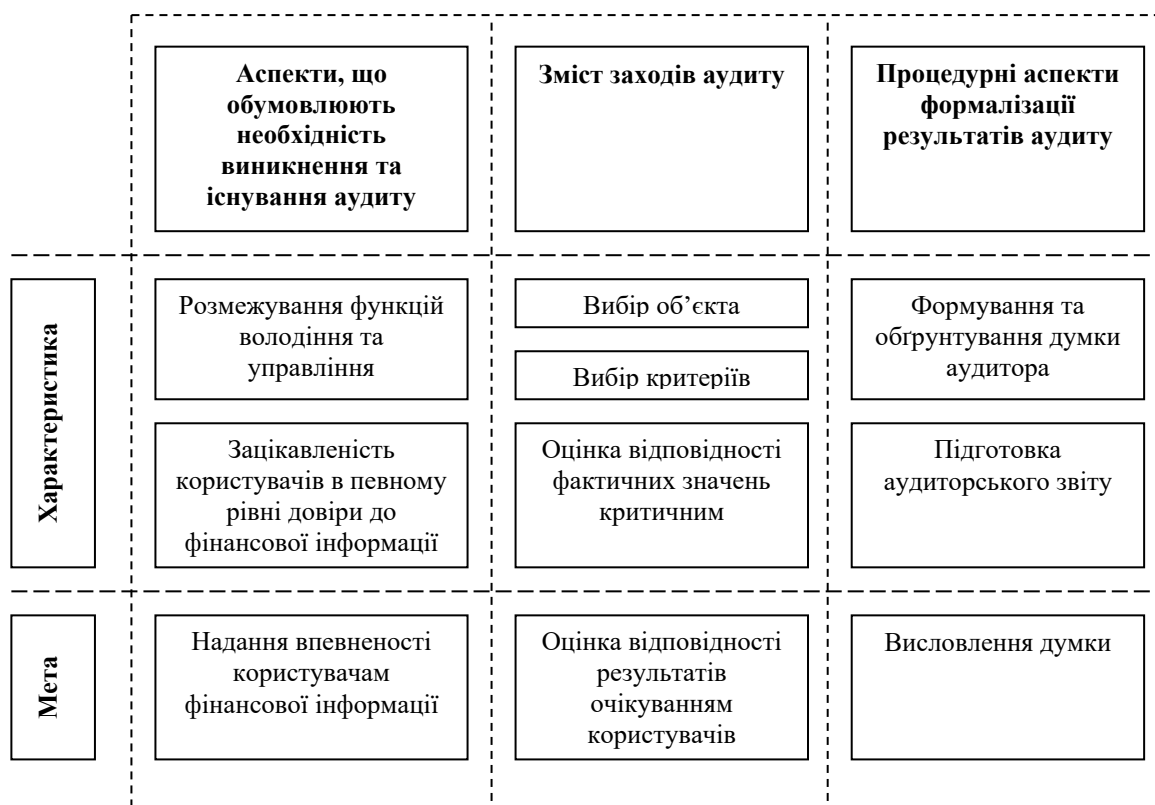 Аспекти, що
обумовлюють
необхідність
виникнення та
існування аудиту
Зміст заходів аудиту
Процедурні аспекти
формалізації
результатів аудиту
Характеристика
Розмежування функцій
володіння та
управління
Вибір об’єкта
Вибір критеріїв
Формування та
обґрунтування думки
аудитора
Зацікавленість
користувачів в певному
рівні довіри до
фінансової інформації
Оцінка відповідності
фактичних значень
критичним
Підготовка
аудиторського звіту
Мета
Надання впевненості
користувачам
фінансової інформації
Оцінка відповідності
результатів
очікуванням
користувачів
Висловлення думки